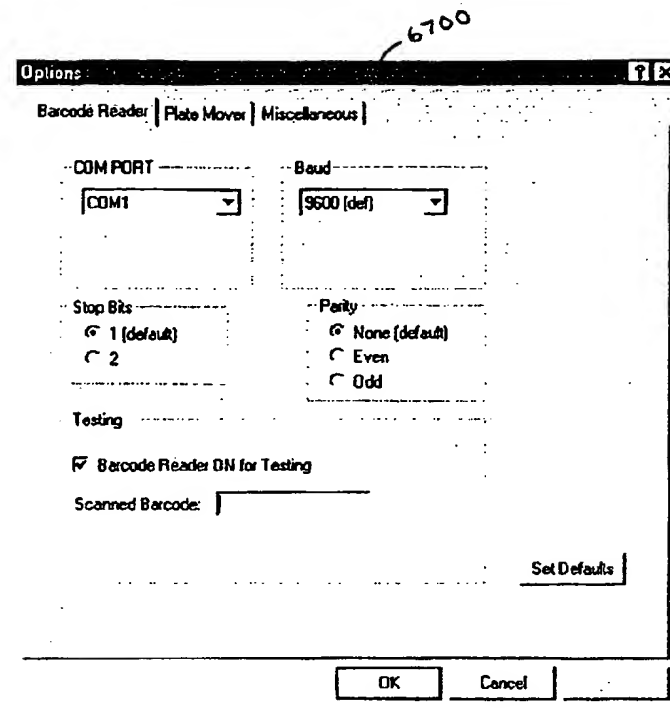 6700
Options
Barcode Reader Plate Mover Miscellaneous
COM PORT Baud
COM1 9600 (def)
Stop Bits Parity
1 (default) None (default)
2 Even
Odd
Testing
Barcode Reader ON for Testing
Scanned Barcode:
Set Defaults
OK Cancel